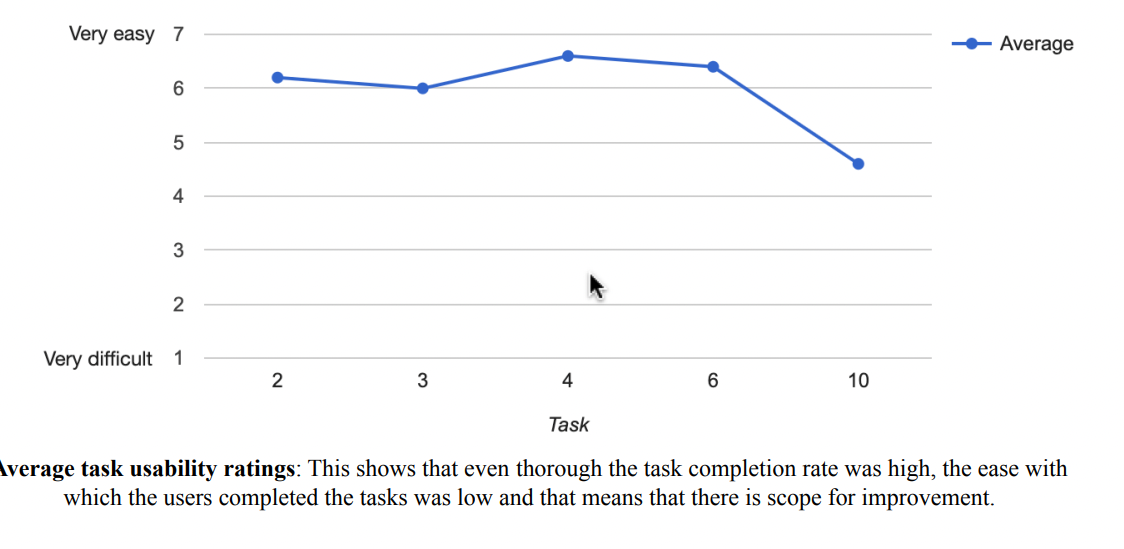 Very easy 7
Average
6
5
4
3
2
Very difficult 1
2 3 4 6 10
Task
Average task usability ratings: This shows that even thorough the task completion rate was high, the ease with
which the users completed the tasks was low and that means that there is scope for improvement.